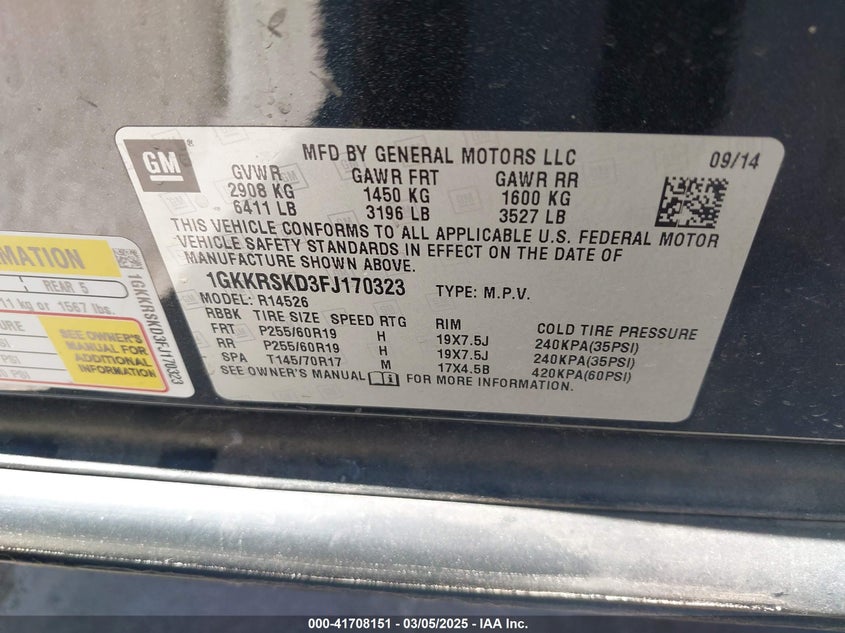 GM
MFD BY GENERAL MOTORS LLC 09/14
GVWR GAWR FRT GAWR RR
2908 KG 1450 KG 1600 KG
6411 LB 3196 LB 3527 LB
THIS VEHICLE CONFORMS TO ALL APPLICABLE U.S. FEDERAL MOTOR
VEHICLE SAFETY STANDARDS IN EFFECT ON THE DATE OF
MANUFACTURE SHOWN ABOVE.
1GKKRSKD3FJ170323 TYPE: M.P.V.
MODEL: R14526
RBBK TIRE SIZE SPEED RTG RIM COLD TIRE PRESSURE
FRT P255/60R19 H 19X7.5J 240KPA(35PSI)
RR P255/60R19 H 19X7.5J 240KPA(35PSI)
SPA T145/70R17 M 17X4.5B 420KPA(60PSI)
SEE OWNER'S MANUAL FOR MORE INFORMATION.
REAR 5
kg or 1567 lbs.
SEE OWNER'S
MANUAL FOR
ADDITIONAL
INFORMATION
1GKKRSKD3FJ170323
000-41708151 | 03/05/2025 - IAA Inc.